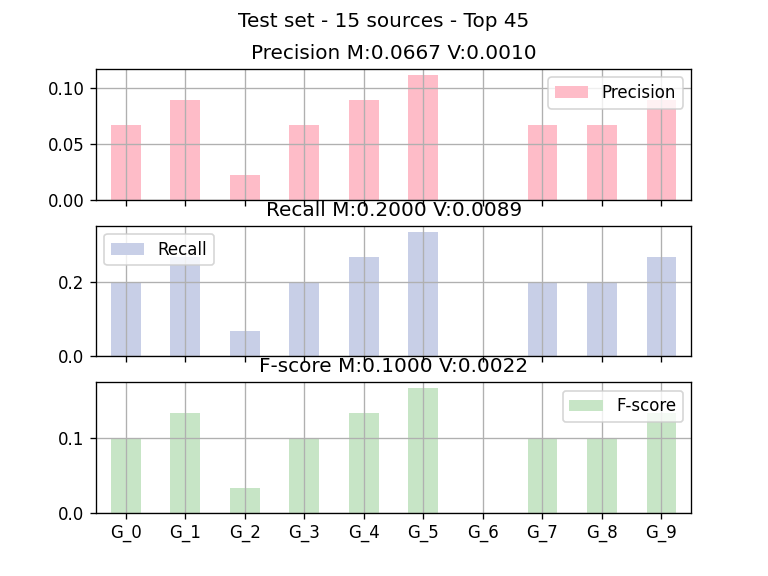 Test set - 15 sources - Top 45
Precision M:0.0667 V:0.0010
0.10
0.05
0.00
Precision
Recall M:0.2000 V:0.0089
0.2
0.0
Recall
F-score M:0.1000 V:0.0022
0.1
0.0
F-score
G_0 G_1 G_2 G_3 G_4 G_5 G_6 G_7 G_8 G_9